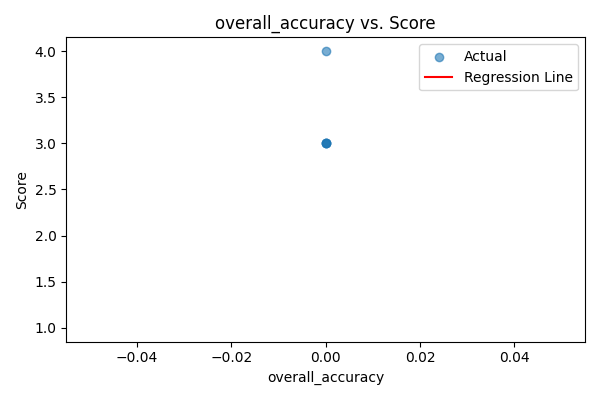 overall_accuracy vs. Score
4.0
3.5
3.0
2.5
2.0
1.5
1.0
Score
Actual
Regression Line
−0.04
−0.02
0.00
0.02
0.04
overall_accuracy